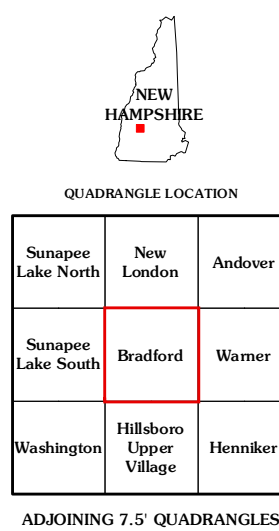 NEW
HAMPSHIRE
QUADRANGLE LOCATION
Sunapee
Lake North
New
London
Andover
Sunapee
Lake South
Bradford
Warner
Washington
Hillsboro
Upper
Village
Henniker
ADJOINING 7.5' QUADRANGLES